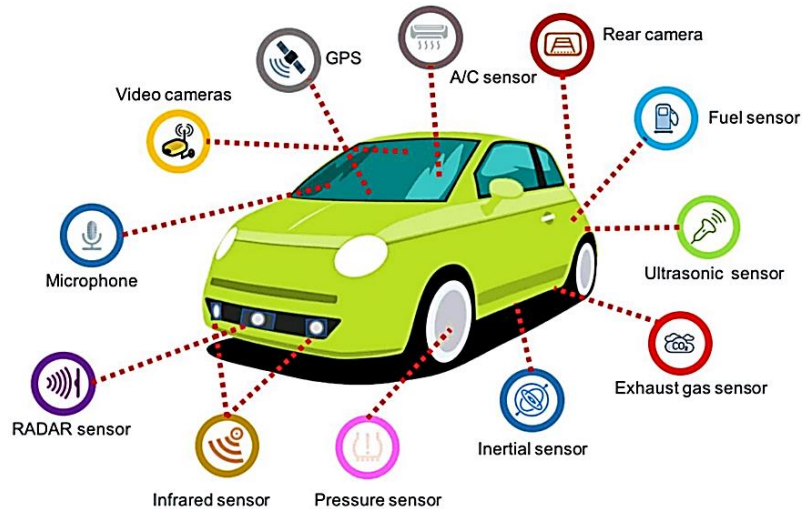 Rear camera
GPS
A/C sensor
Video cameras
Fuel sensor
Microphone
Ultrasonic sensor
CO₂
Exhaust gas sensor
RADAR sensor
Inertial sensor
Infrared sensor
Pressure sensor